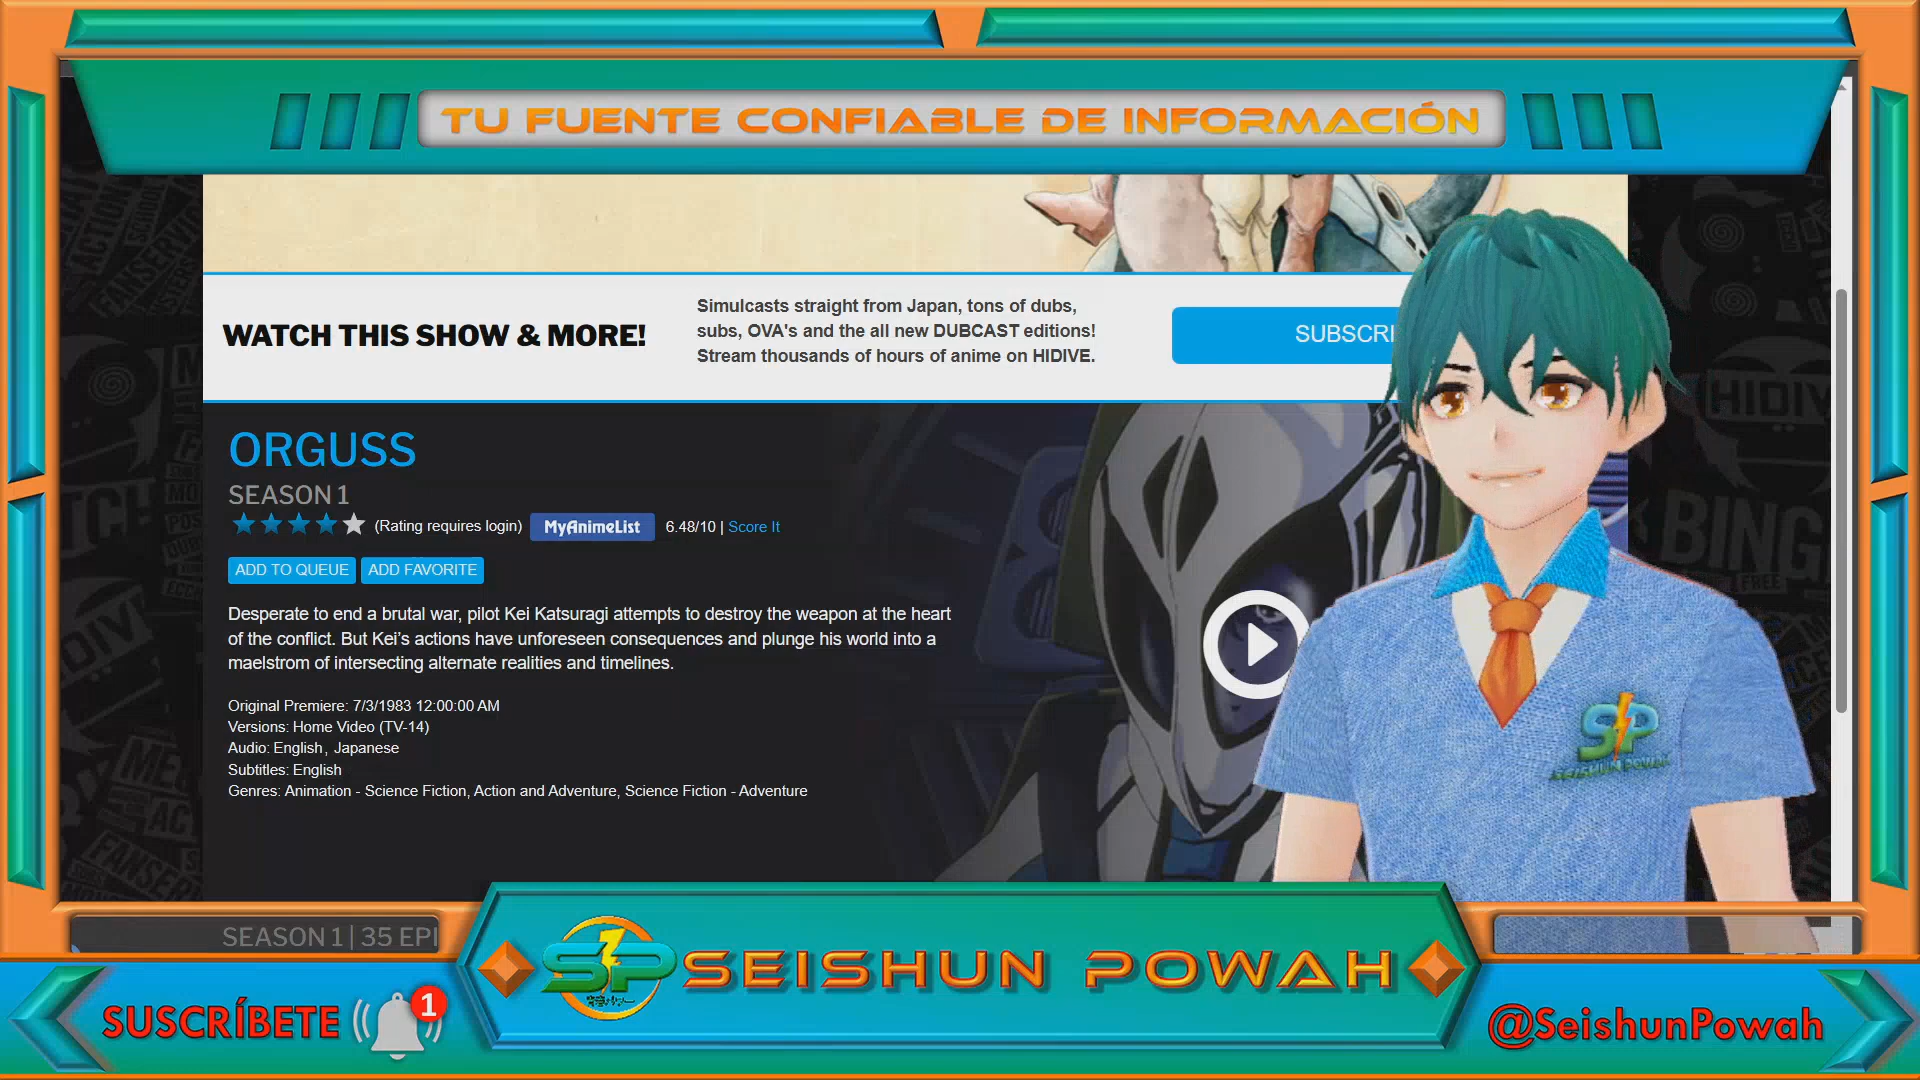 TU FUENTE CONFIABLE DE INFORMACIÓN
WATCH THIS SHOW & MORE!
Simulcasts straight from Japan, tons of dubs,
subs, OVA's and the all new DUBCAST editions!
Stream thousands of hours of anime on HIDIVE.
SUBSCRI
ORGUSS
SEASON 1
(Rating requires login) MyAnimeList 6.48/10 | Score It
ADD TO QUEUE ADD FAVORITE
Desperate to end a brutal war, pilot Kei Katsuragi attempts to destroy the weapon at the heart
of the conflict. But Kei’s actions have unforeseen consequences and plunge his world into a
maelstrom of intersecting alternate realities and timelines.
Original Premiere: 7/3/1983 12:00:00 AM
Versions: Home Video (TV-14)
Audio: English, Japanese
Subtitles: English
Genres: Animation - Science Fiction, Action and Adventure, Science Fiction - Adventure
SP
SEISHUN POWAH
SEASON 1 | 35 EPI
SP SEISHUN POWAH
SUSCRÍBETE 1
@SeishunPowah